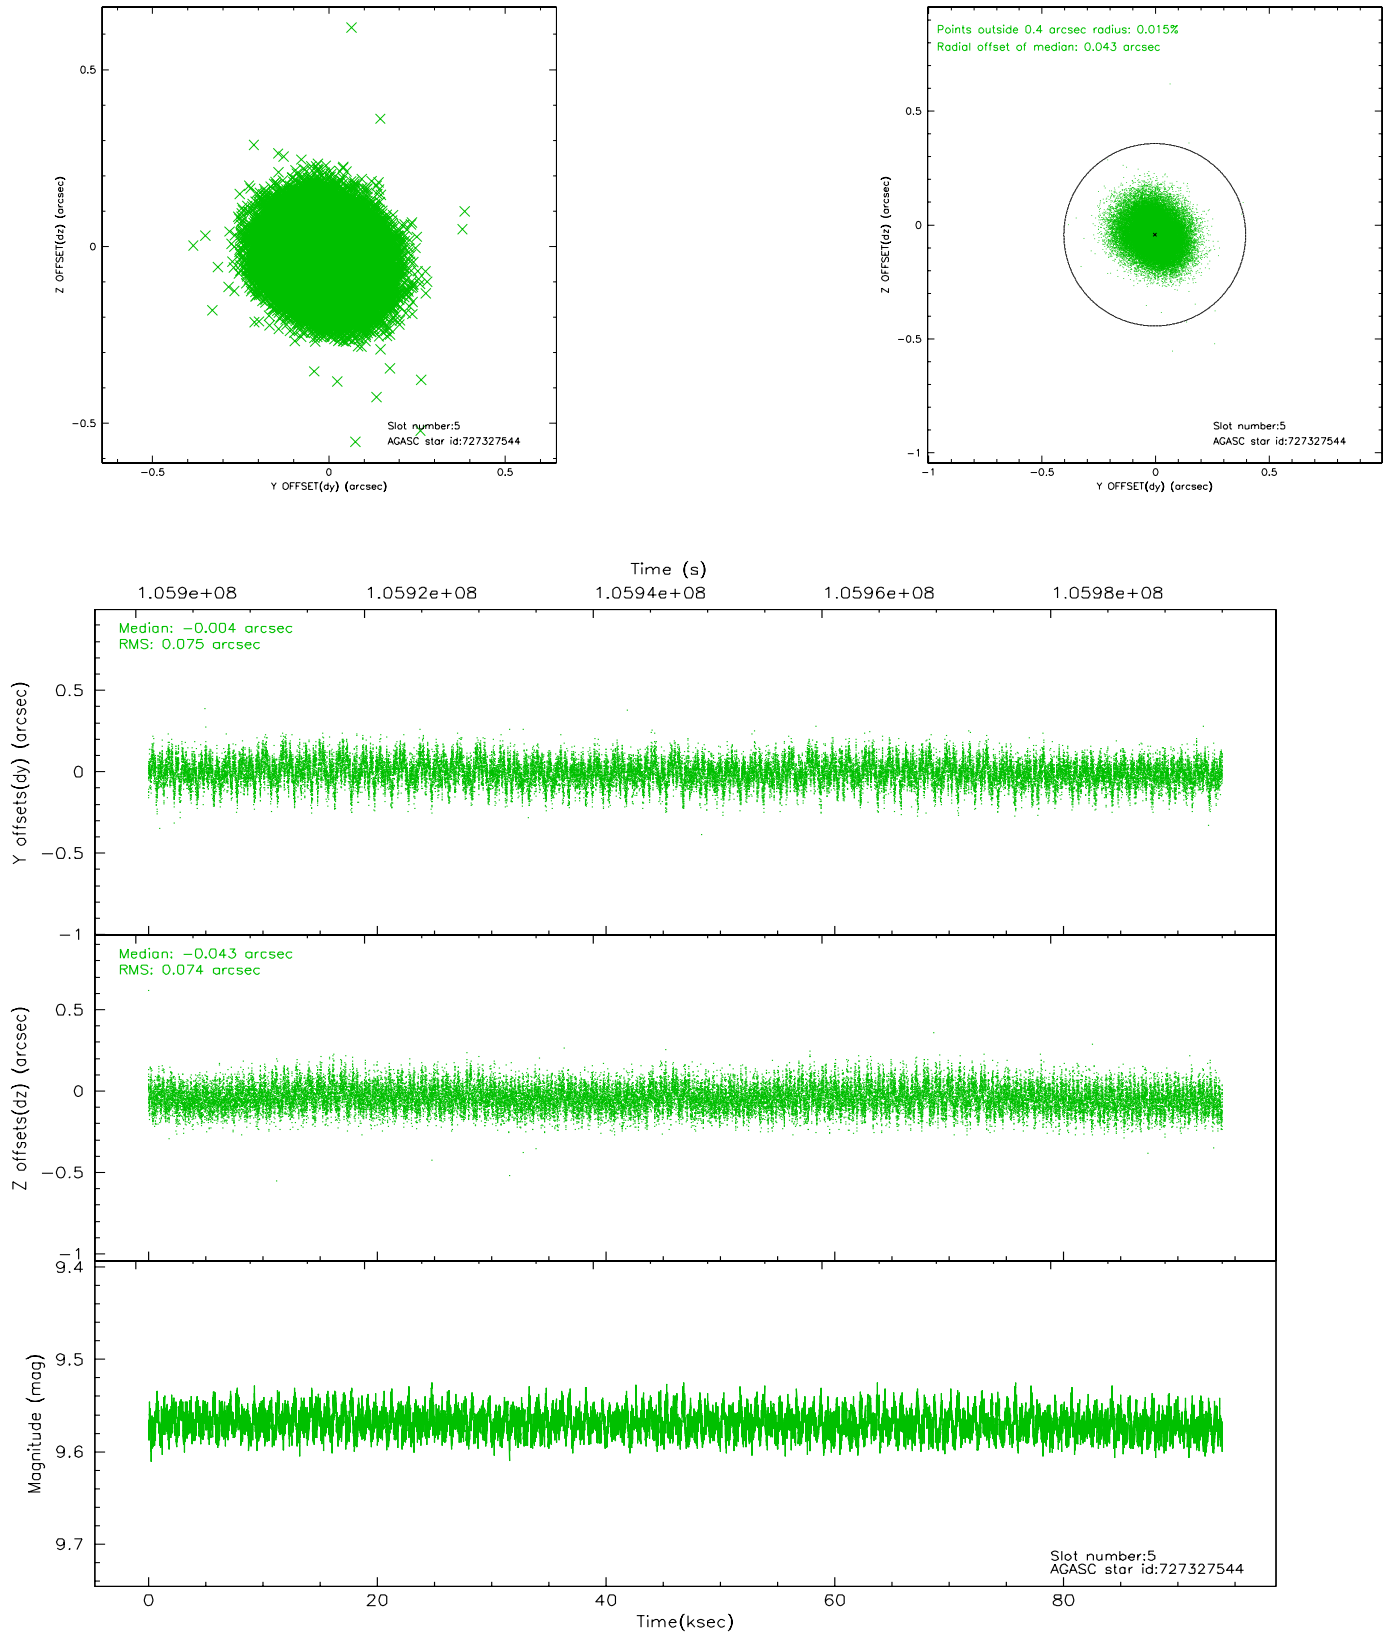 0.5
0
−0.5
Z OFFSET(dz) (arcsec)
−0.5
0
0.5
Y OFFSET(dy) (arcsec)
Slot number:5
AGASC star id:727327544
Points outside 0.4 arcsec radius: 0.015%
Radial offset of median: 0.043 arcsec
0.5
0
−0.5
−1
Z OFFSET(dz) (arcsec)
−1
−0.5
0
0.5
Y OFFSET(dy) (arcsec)
Slot number:5
AGASC star id:727327544
Time (s)
1.059e+08
1.0592e+08
1.0594e+08
1.0596e+08
1.0598e+08
Median: −0.004 arcsec
RMS: 0.075 arcsec
0.5
0
−0.5
−1
Y offsets(dy) (arcsec)
Median: −0.043 arcsec
RMS: 0.074 arcsec
0.5
0
−0.5
−1
Z offsets(dz) (arcsec)
9.4
9.5
9.6
9.7
Magnitude (mag)
Slot number:5
AGASC star id:727327544
0
20
40
60
80
Time(ksec)